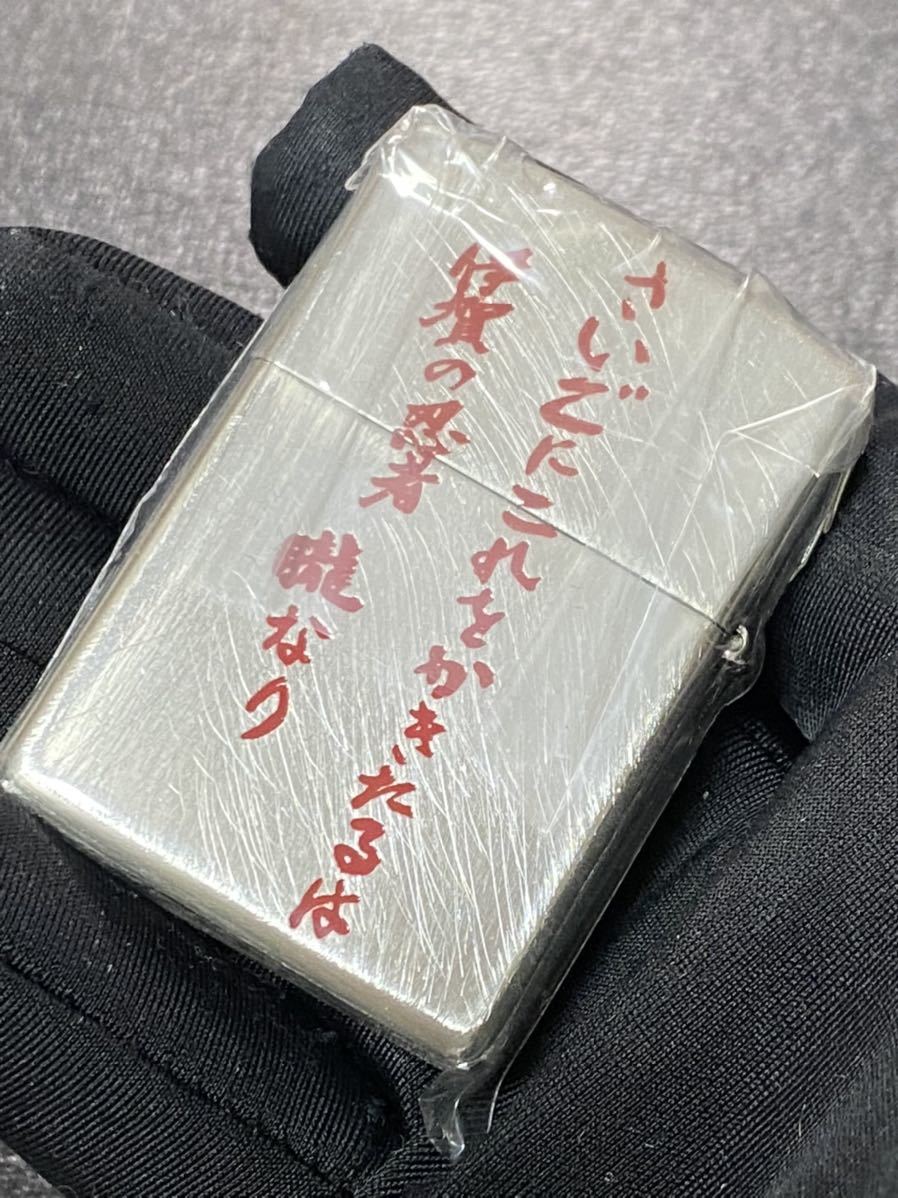 さいごにこれをかきたるは
伊賀の忍者　朧なり